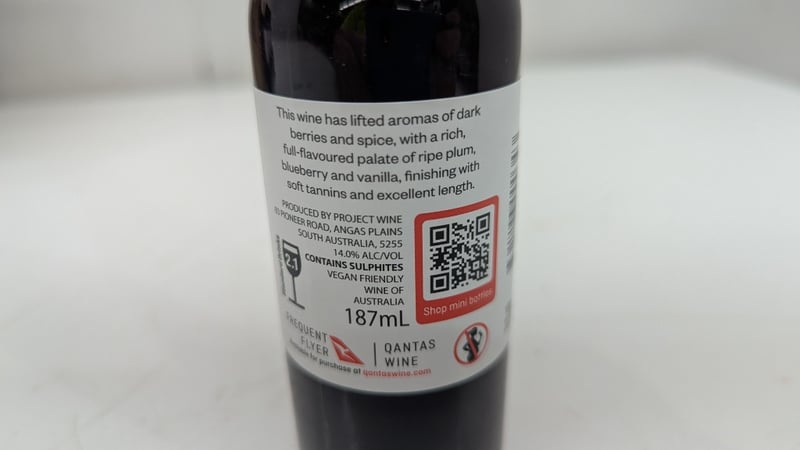 This wine has lifted aromas of dark
berries and spice, with a rich,
full-flavoured palate of ripe plum,
blueberry and vanilla, finishing with
soft tannins and excellent length.
PRODUCED BY PROJECT WINE
PIONEER ROAD, ANGAS PLAINS
SOUTH AUSTRALIA, 5255
14.0% ALC/VOL
CONTAINS SULPHITES
VEGAN FRIENDLY
WINE OF
AUSTRALIA
187mL
2.1
Shop mini bottles.
FREQUENT
FLYER
QANTAS
WINE
Available for purchase at qantaswine.com